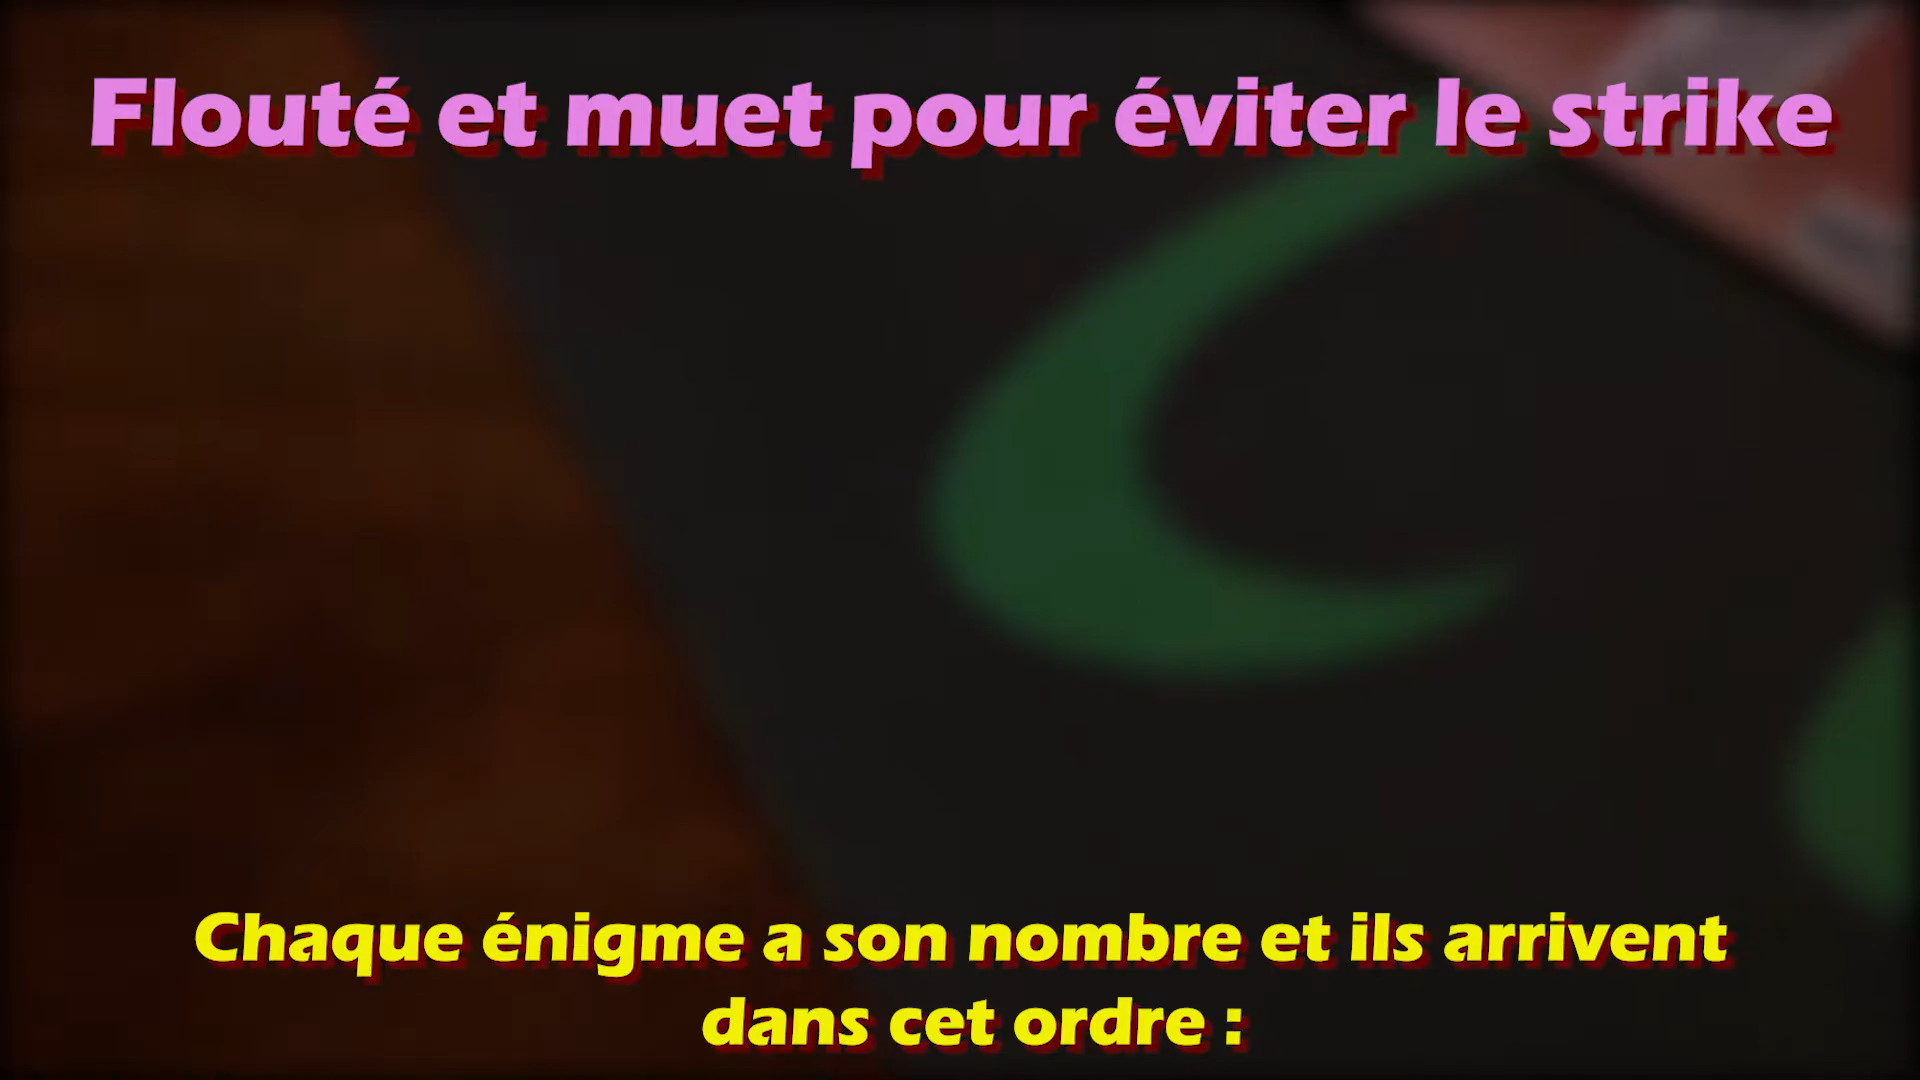 Flouté et muet pour éviter le strike
Chaque énigme a son nombre et ils arrivent
dans cet ordre :